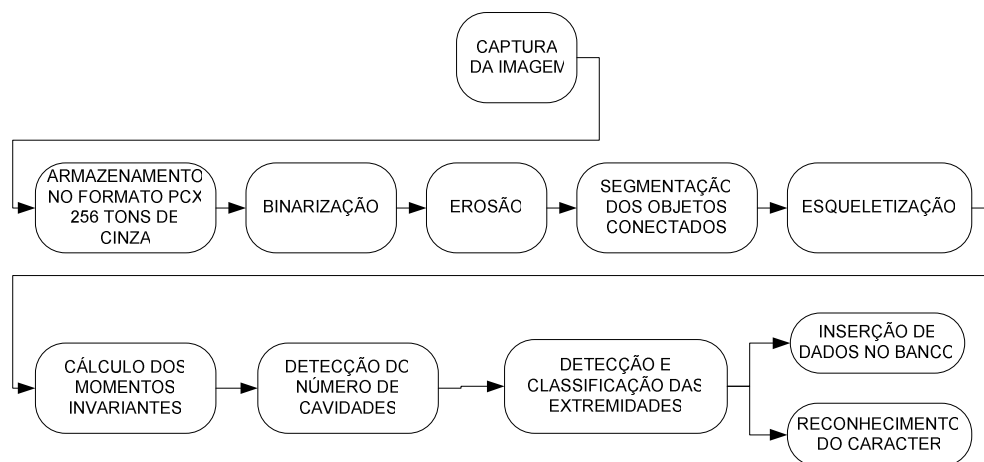 CAPTURA
DA IMAGEM
ARMAZENAMENTO
NO FORMATO PCX
256 TONS DE
CINZA
BINARIZAÇÃO
EROSÃO
SEGMENTAÇÃO
DOS OBJETOS
CONECTADOS
ESQUELETIZAÇÃO
CÁLCULO DOS
MOMENTOS
INVARIANTES
DETECÇÃO DO
NÚMERO DE
CAVIDADES
DETECÇÃO E
CLASSIFICAÇÃO DAS
EXTREMIDADES
INSERÇÃO DE
DADOS NO BANCO
RECONHECIMENTO
DO CARACTER